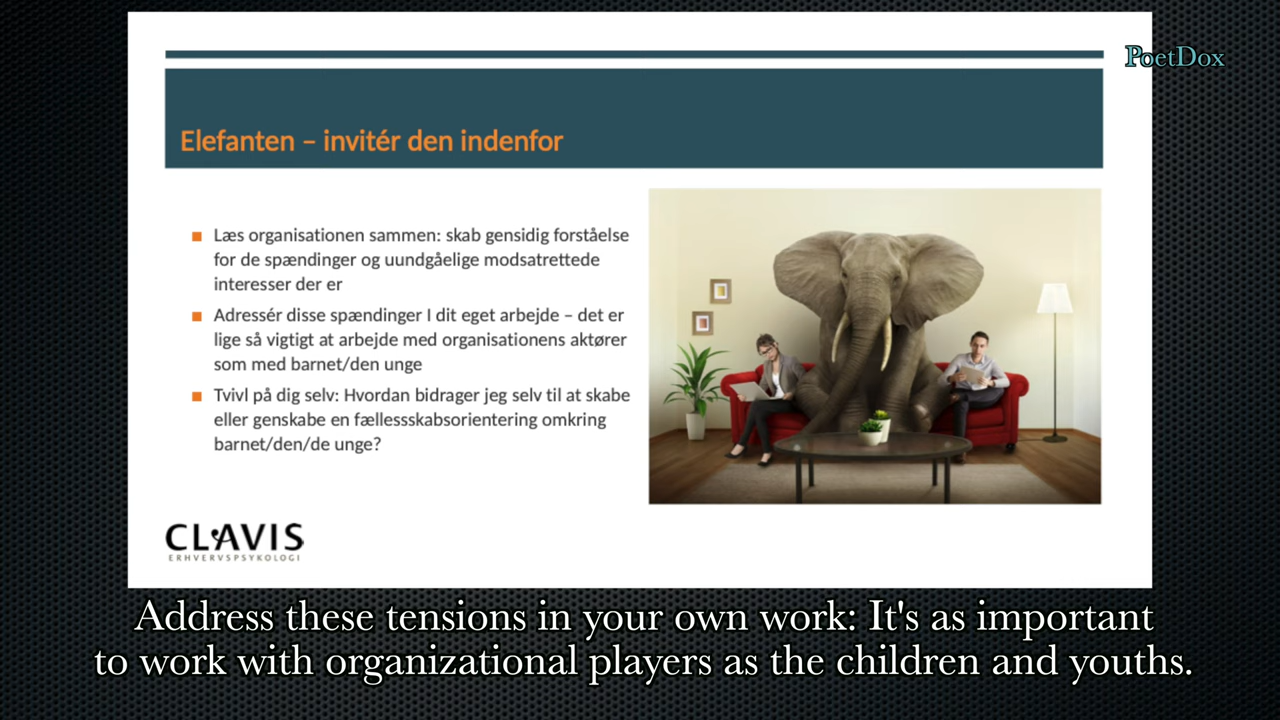 PoetDox
Elefanten – invitér den indenfor
Læs organisationen sammen: skab gensidig forståelse
for de spændinger og uundgåelige modsatrettede
interesser der er
Adressér disse spændinger I dit eget arbejde – det er
lige så vigtigt at arbejde med organisationens aktører
som med barnet/den unge
Tvivl på dig selv: Hvordan bidrager jeg selv til at skabe
eller genskabe en fællessskabsorientering omkring
barnet/den/de unge?
CLAVIS
ERHVERVSPSYKOLOGI
Address these tensions in your own work: It's as important
to work with organizational players as the children and youths.